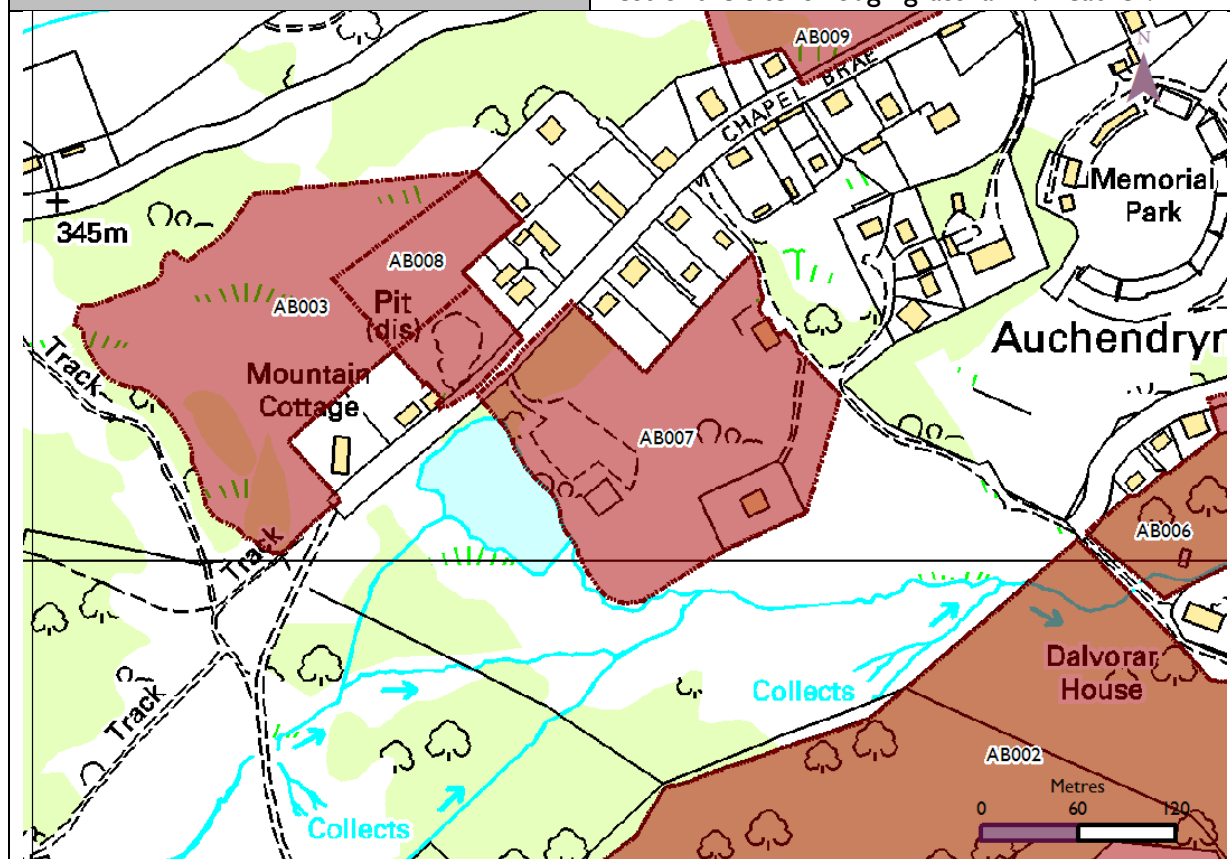 AB009
N
CHAPEL BRAE
Memorial
Park
345m
AB008
AB003
Pit
(dis)
Auchendryn
Track
Mountain
Cottage
AB007
AB006
Track
Dalvorar
House
Track
Collects
AB002
Metres
0 60 120
Collects